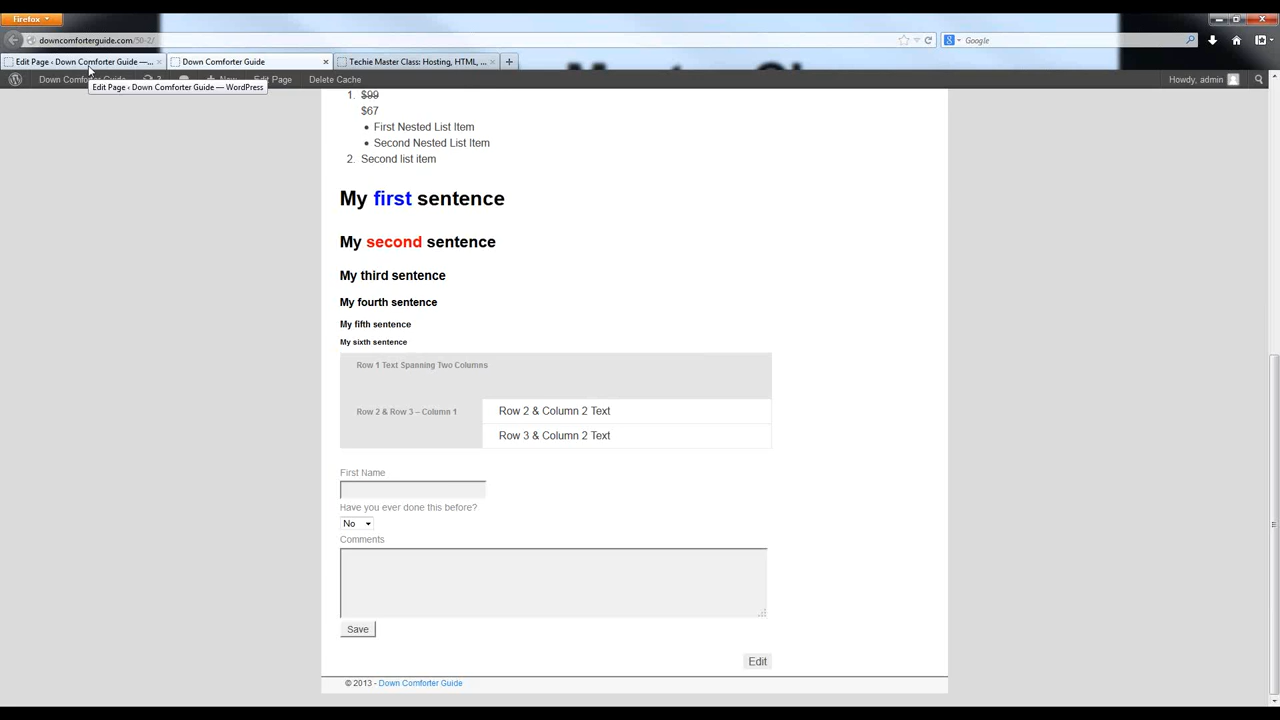 Firefox
downcomforterguide.com/50-2/
Google
Edit Page ‹ Down Comforter Guide —...
Down Comforter Guide
Techie Master Class: Hosting, HTML, ...
Down Comforter Guide
3
New
Edit Page
Delete Cache
Howdy, admin
Edit Page ‹ Down Comforter Guide — WordPress
1. $99
$67
• First Nested List Item
• Second Nested List Item
2. Second list item
My first sentence
My second sentence
My third sentence
My fourth sentence
My fifth sentence
My sixth sentence
Row 1 Text Spanning Two Columns
Row 2 & Row 3 – Column 1
Row 2 & Column 2 Text
Row 3 & Column 2 Text
First Name
Have you ever done this before?
No
Comments
Save
Edit
© 2013 - Down Comforter Guide